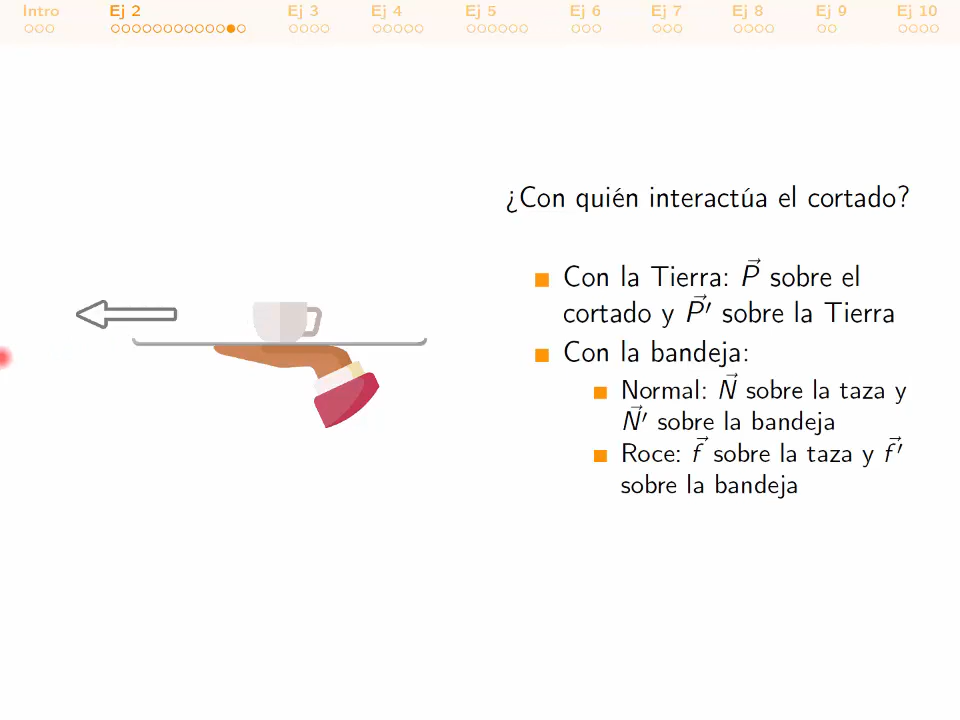 Intro Ej 2 Ej 3 Ej 4 Ej 5 Ej 6 Ej 7 Ej 8 Ej 9 Ej 10
¿Con quién interactúa el cortado?
Con la Tierra: P⃗ sobre el
cortado y P⃗′ sobre la Tierra
Con la bandeja:
Normal: N⃗ sobre la taza y
N⃗′ sobre la bandeja
Roce: f⃗ sobre la taza y f⃗′
sobre la bandeja